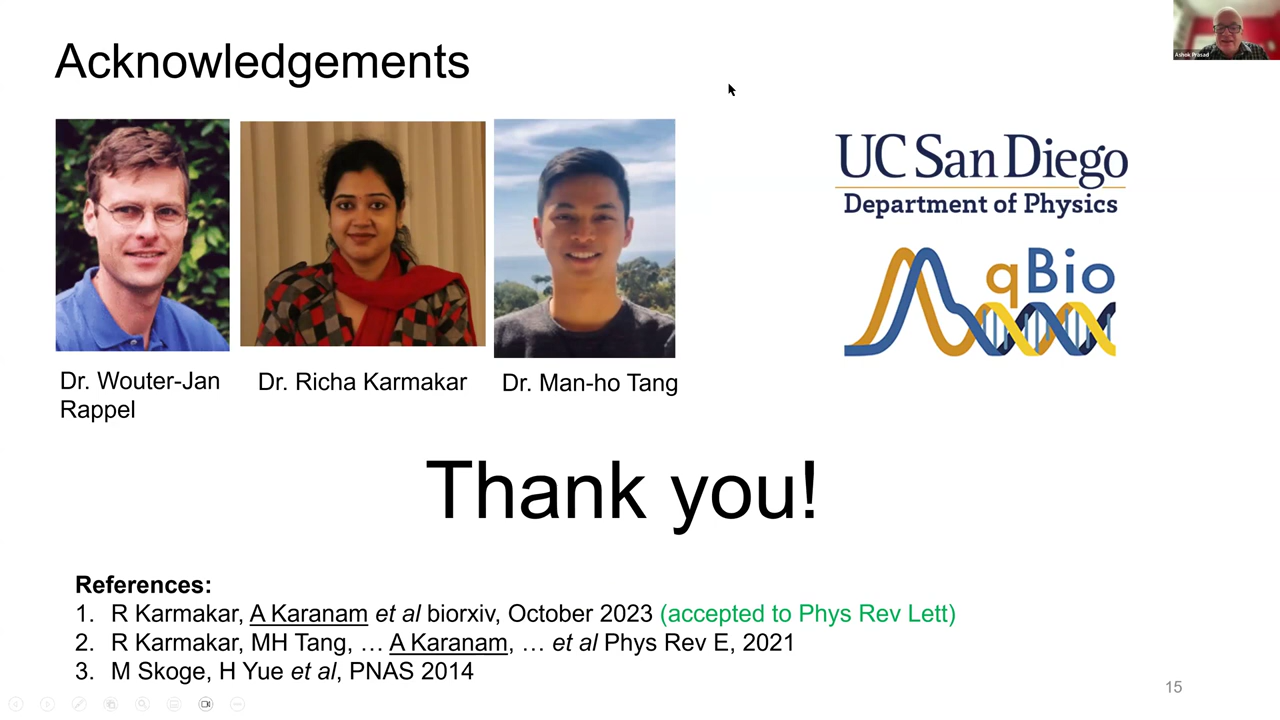 Acknowledgements
Ashok Prasad
UC San Diego
Department of Physics
qBio
Dr. Wouter-Jan
Rappel
Dr. Richa Karmakar
Dr. Man-ho Tang
Thank you!
References:
1. R Karmakar, A Karanam et al biorxiv, October 2023 (accepted to Phys Rev Lett)
2. R Karmakar, MH Tang, … A Karanam, … et al Phys Rev E, 2021
3. M Skoge, H Yue et al, PNAS 2014
15